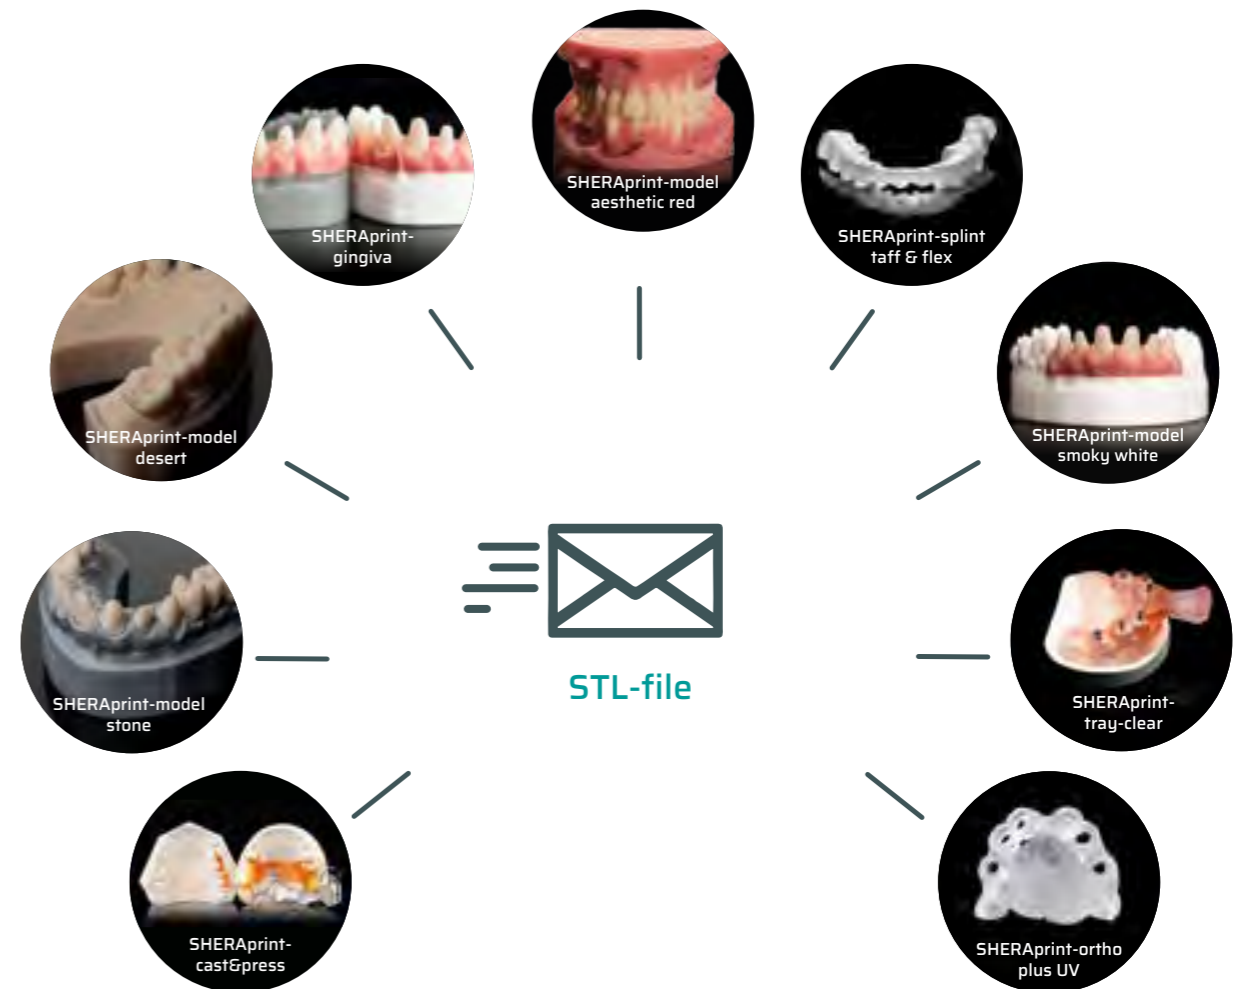 SHERAprint-model
aesthetic red
SHERAprint-
gingiva
SHERAprint-splint
taff & flex
SHERAprint-model
desert
SHERAprint-model
smoky white
STL-file
SHERAprint-model
stone
SHERAprint-
tray-clear
SHERAprint-
cast&press
SHERAprint-ortho
plus UV